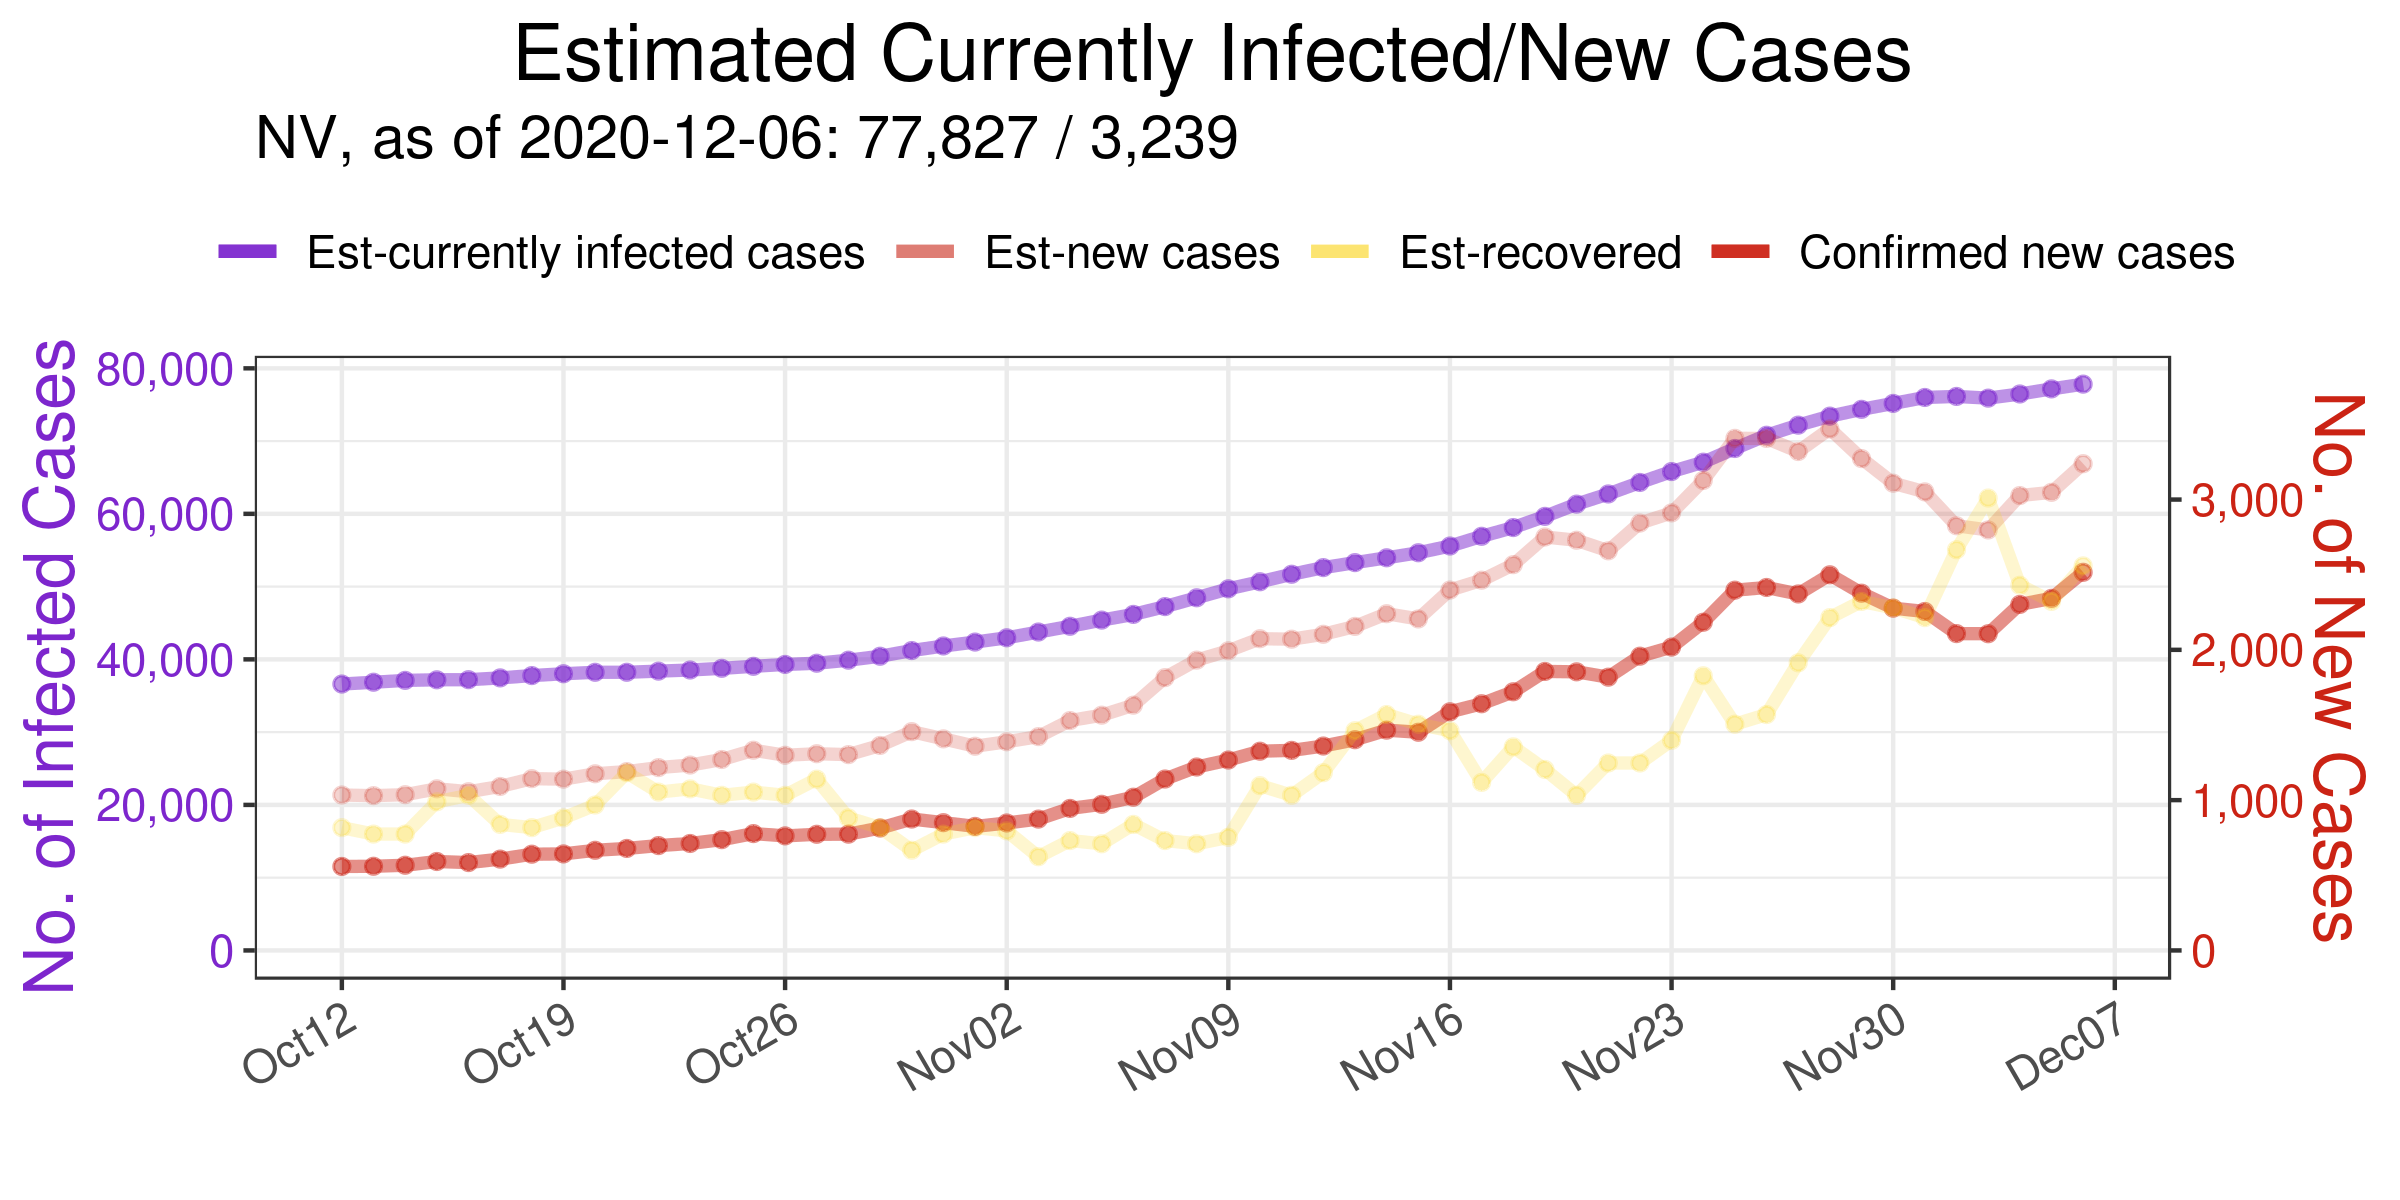 Estimated Currently Infected/New Cases
NV, as of 2020-12-06: 77,827 / 3,239
Est-currently infected cases Est-new cases Est-recovered Confirmed new cases
No. of Infected Cases
80,000
60,000
40,000
20,000
0
3,000
2,000
1,000
0
No. of New Cases
Oct12 Oct19 Oct26 Nov02 Nov09 Nov16 Nov23 Nov30 Dec07